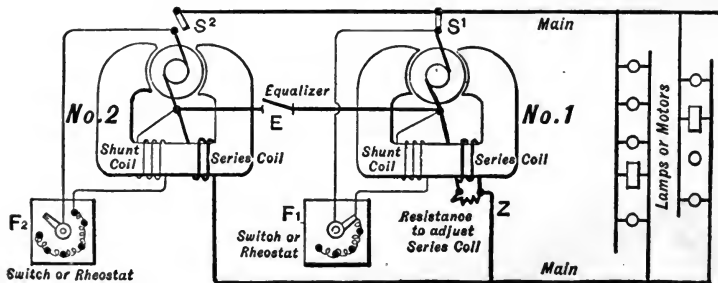 S²
S¹
Main
Equalizer
E
No.2
No.1
Shunt
Coil
Series Coil
Shunt
Coil
Series Coil
Lamps or Motors
F2
Switch or Rheostat
F1
Switch or
Rheostat
Resistance
to adjust
Series Coil
Z
Main